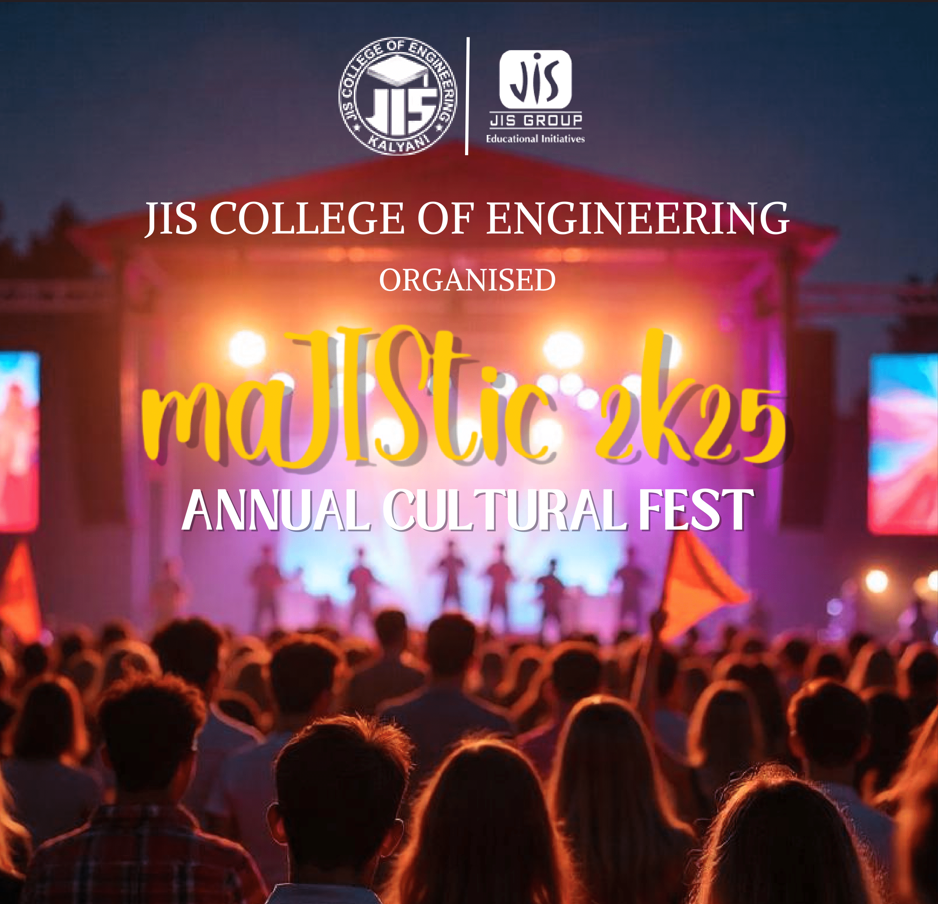 JIS COLLEGE OF ENGINEERING
JIS
KALYANI
JIS
JIS GROUP
Educational Initiatives
JIS COLLEGE OF ENGINEERING
ORGANISED
maJIStic 2k25
ANNUAL CULTURAL FEST